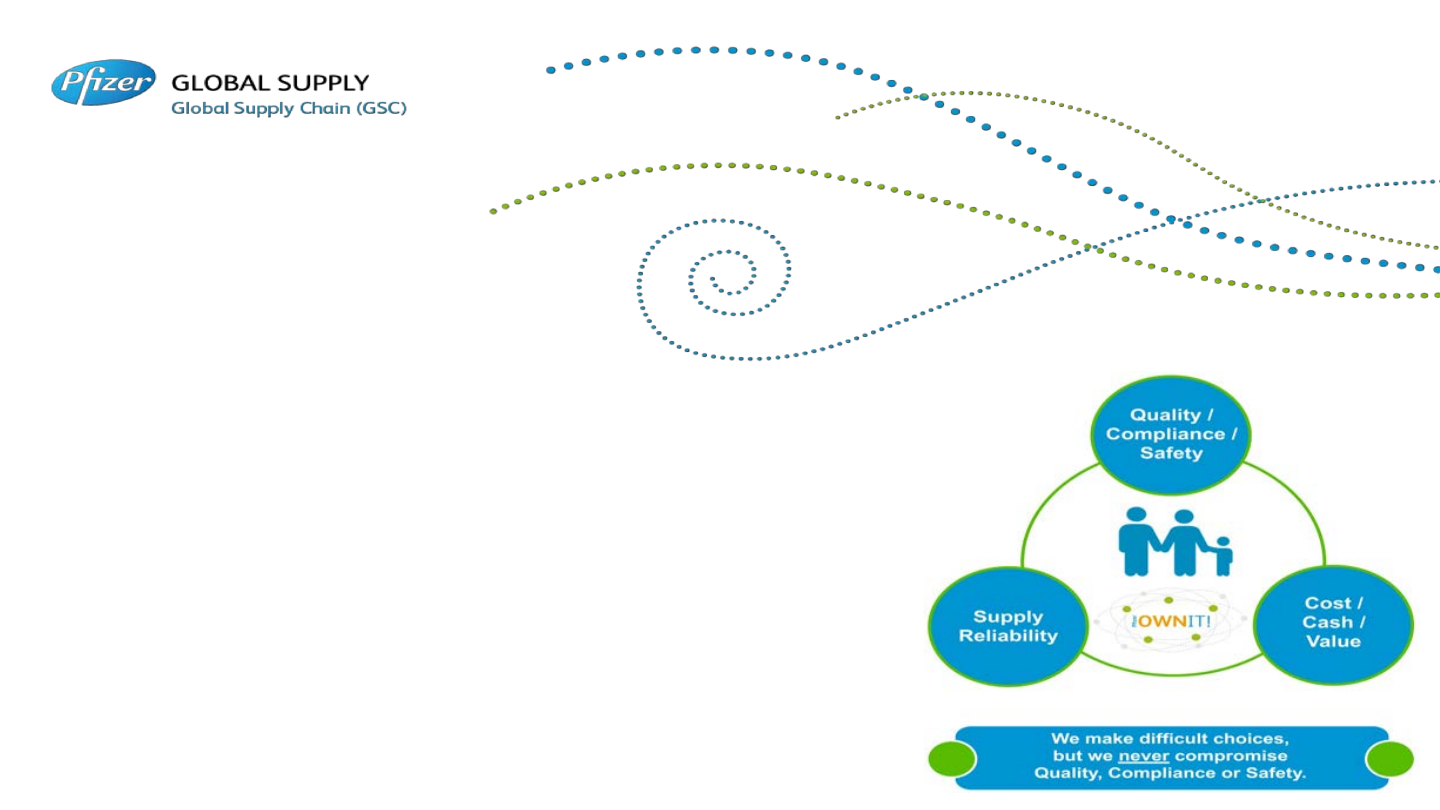 Pfizer GLOBAL SUPPLY
Global Supply Chain (GSC)
Quality /
Compliance /
Safety
Supply
Reliability
OWNIT!
Cost /
Cash /
Value
We make difficult choices,
but we never compromise
Quality, Compliance or Safety.